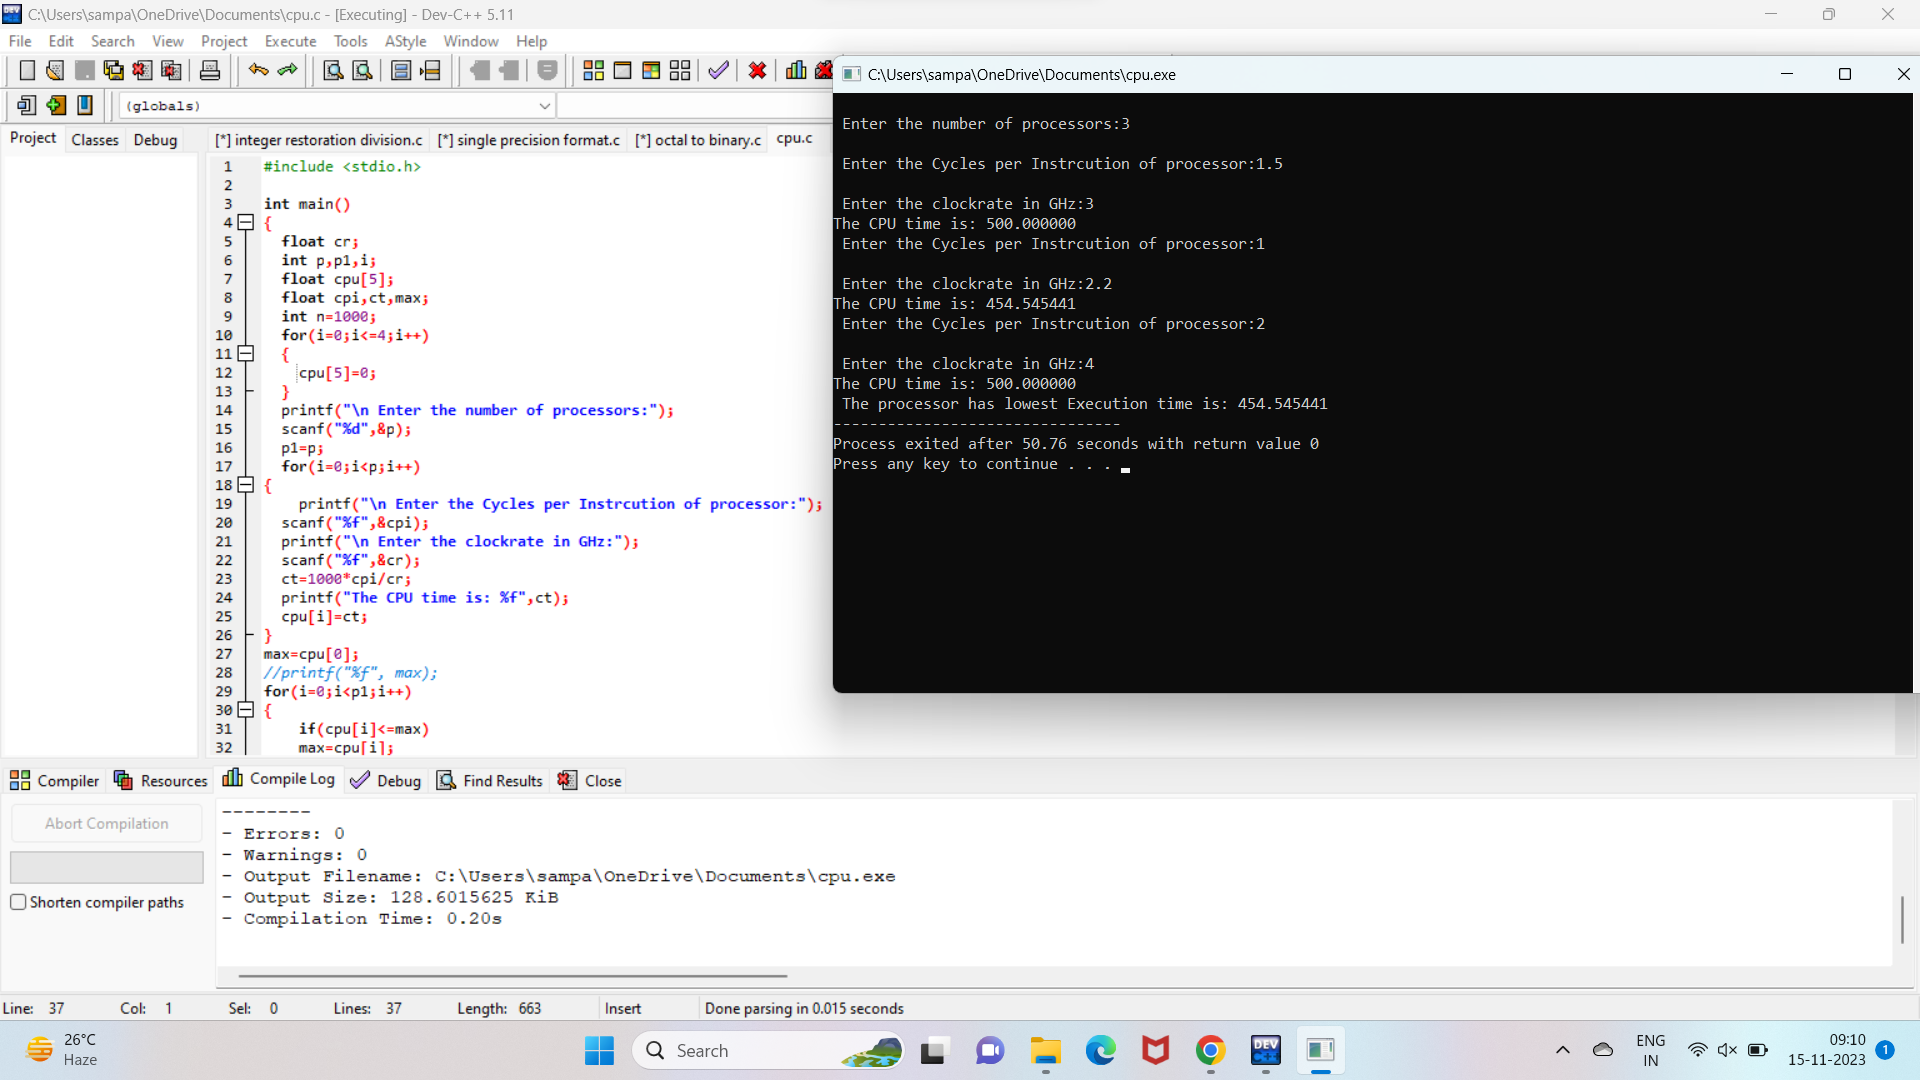 C:\Users\sampa\OneDrive\Documents\cpu.c - [Executing] - Dev-C++ 5.11
File Edit Search View Project Execute Tools AStyle Window Help
(globals)
Project Classes Debug
[*] integer restoration division.c [*] single precision format.c [*] octal to binary.c cpu.c
1 #include <stdio.h>
2
3 int main()
4 {
5 float cr;
6 int p,p1,i;
7 float cpu[5];
8 float cpi,ct,max;
9 int n=1000;
10 for(i=0;i<=4;i++)
11 {
12 cpu[5]=0;
13 }
14 printf("\n Enter the number of processors:");
15 scanf("%d",&p);
16 p1=p;
17 for(i=0;i<p;i++)
18 {
19 printf("\n Enter the Cycles per Instrcution of processor:");
20 scanf("%f",&cpi);
21 printf("\n Enter the clockrate in GHz:");
22 scanf("%f",&cr);
23 ct=1000*cpi/cr;
24 printf("The CPU time is: %f",ct);
25 cpu[i]=ct;
26 }
27 max=cpu[0];
28 //printf("%f", max);
29 for(i=0;i<p1;i++)
30 {
31 if(cpu[i]<=max)
32 max=cpu[i];
C:\Users\sampa\OneDrive\Documents\cpu.exe
Enter the number of processors:3
Enter the Cycles per Instrcution of processor:1.5
Enter the clockrate in GHz:3
The CPU time is: 500.000000
Enter the Cycles per Instrcution of processor:1
Enter the clockrate in GHz:2.2
The CPU time is: 454.545441
Enter the Cycles per Instrcution of processor:2
Enter the clockrate in GHz:4
The CPU time is: 500.000000
The processor has lowest Execution time is: 454.545441
--------------------------------
Process exited after 50.76 seconds with return value 0
Press any key to continue . . .
Compiler Resources Compile Log Debug Find Results Close
Abort Compilation
Shorten compiler paths
--------
- Errors: 0
- Warnings: 0
- Output Filename: C:\Users\sampa\OneDrive\Documents\cpu.exe
- Output Size: 128.6015625 KiB
- Compilation Time: 0.20s
Line: 37 Col: 1 Sel: 0 Lines: 37 Length: 663 Insert Done parsing in 0.015 seconds
26°C
Haze
Search
DEV
C++
ENG
IN
09:10
15-11-2023
1